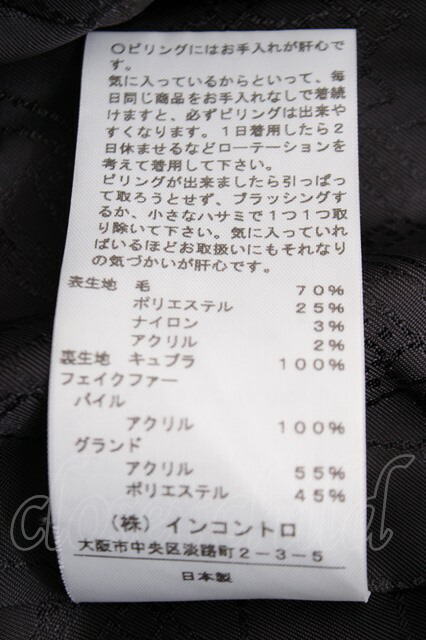 〇ピリングにはお手入れが肝心で
す。
気に入っているからといって、毎
日同じ商品をお手入れなしで着続
けますと、必ずピリングは出来や
すくなります。1日着用したら2
日休ませるなどローテーションを
考えて着用して下さい。
ピリングが出来ましたら引っぱっ
て取ろうとせず、ブラッシングす
るか、小さなハサミで1つ1つ取
り除いて下さい。気に入っていれ
ばいるほどお取扱いにもそれなり
の気づかいが肝心です。
表生地 毛 70%
ポリエステル 25%
ナイロン 3%
アクリル 2%
裏生地 キュプラ 100%
フェイクファー
パイル
アクリル 100%
グランド
アクリル 55%
ポリエステル 45%
(株)インコントロ
大阪市中央区淡路町2-3-5
日本製